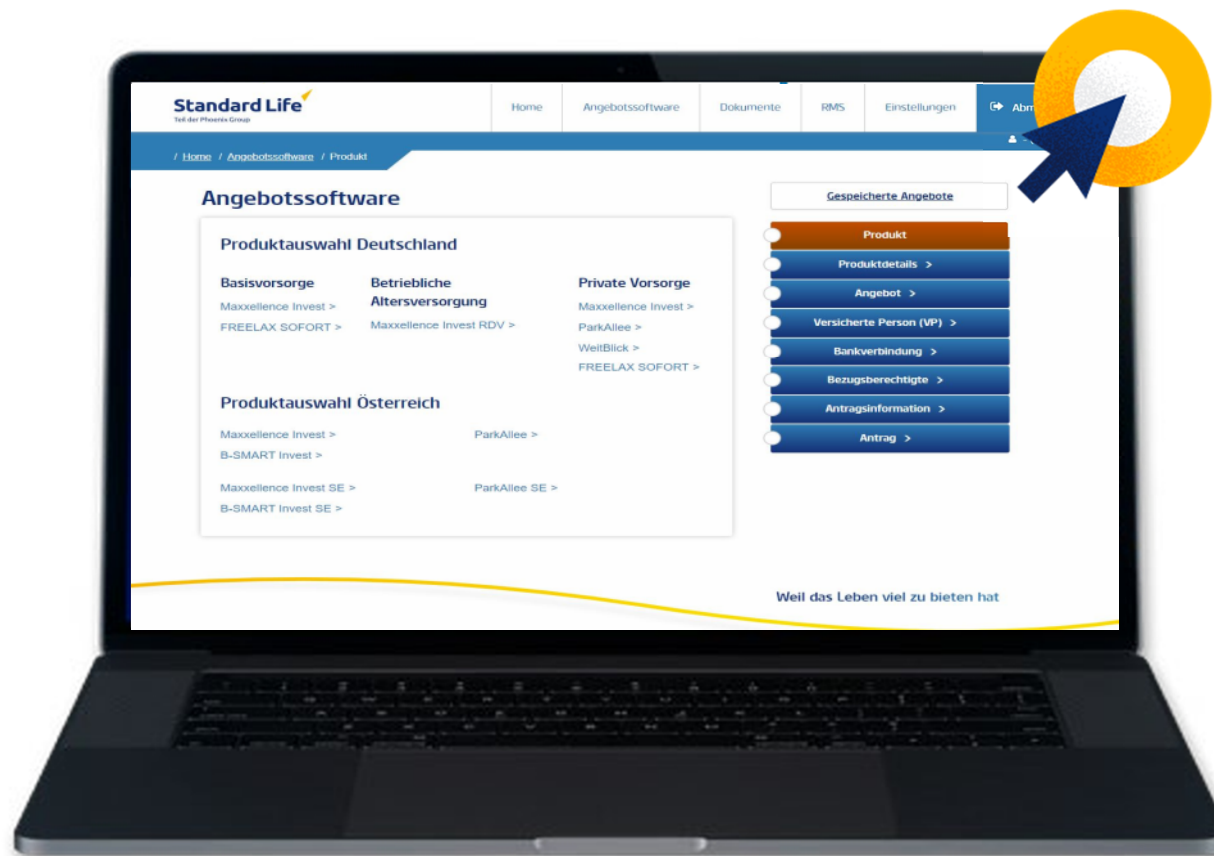 Standard Life
Teil der Phoenix Group
Home
Angebotssoftware
Dokumente
RMS
Einstellungen
/ Home / Angebotssoftware / Produkt
Angebotssoftware
Gespeicherte Angebote
Produktauswahl Deutschland
Basisvorsorge
Maxxellence Invest >
FREELAX SOFORT >
Betriebliche
Altersversorgung
Maxxellence Invest RDV >
Private Vorsorge
Maxxellence Invest >
ParkAllee >
WeitBlick >
FREELAX SOFORT >
Produktauswahl Österreich
Maxxellence Invest >
ParkAllee >
B-SMART Invest >
Maxxellence Invest SE >
ParkAllee SE >
B-SMART Invest SE >
Produkt
Produktdetails >
Angebot >
Versicherte Person (VP) >
Bankverbindung >
Bezugsberechtigte >
Antragsinformation >
Antrag >
Weil das Leben viel zu bieten hat